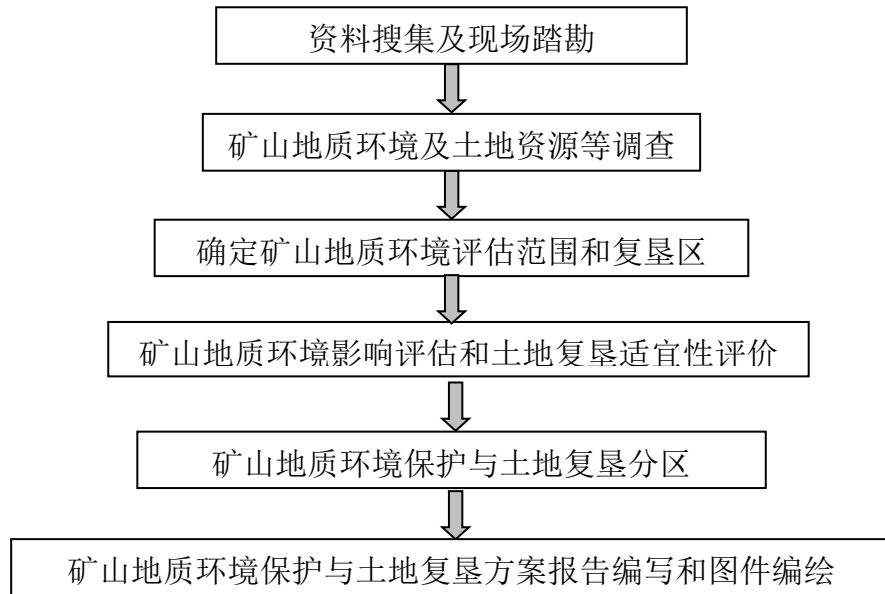 资料搜集及现场踏勘
矿山地质环境及土地资源等调查
确定矿山地质环境评估范围和复垦区
矿山地质环境影响评估和土地复垦适宜性评价
矿山地质环境保护与土地复垦分区
矿山地质环境保护与土地复垦方案报告编写和图件编绘